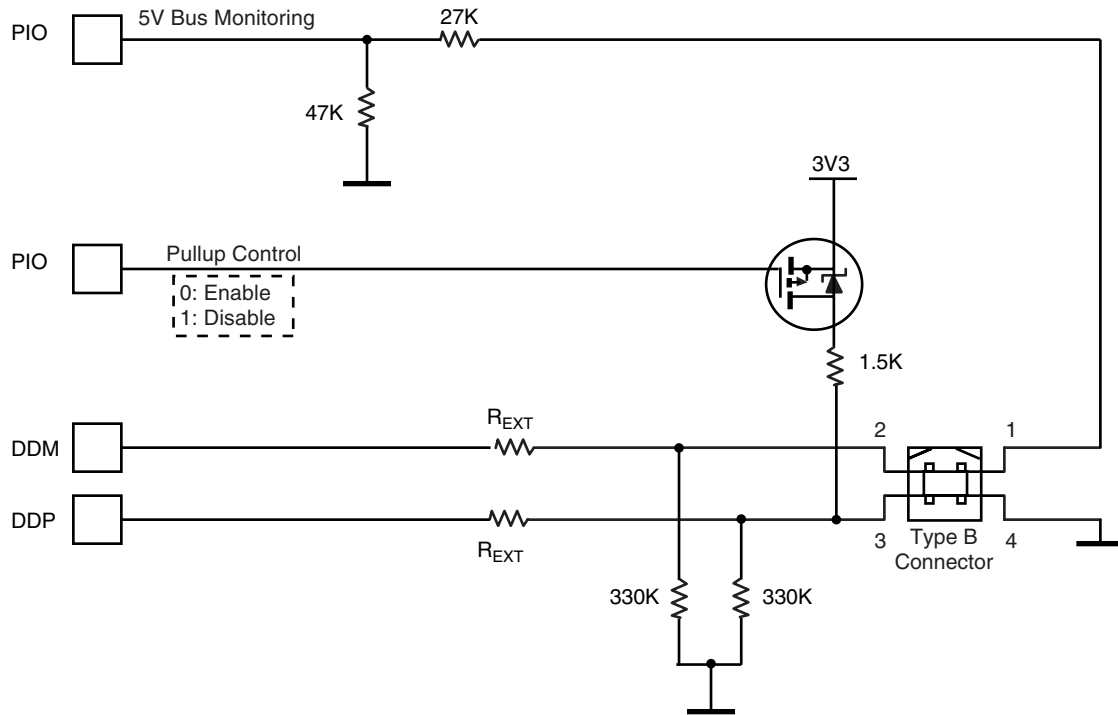 PIO
5V Bus Monitoring
27K
47K
3V3
PIO
Pullup Control
0: Enable
1: Disable
1.5K
REXT
DDM
2
1
DDP
REXT
3
Type B
Connector
4
330K
330K